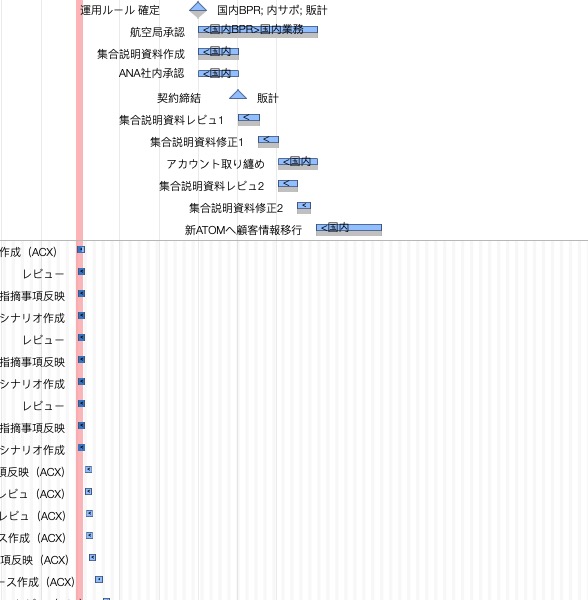 運用ルール 確定 国内BPR; 内サポ; 販計
航空局承認 <国内BPR>国内業務
集合説明資料作成 <国内
ANA社内承認 <国内
契約締結 販計
集合説明資料レビュ1 <
集合説明資料修正1 <
アカウント取り纏め <国内
集合説明資料レビュ2 <
集合説明資料修正2 <
新ATOMへ顧客情報移行 <国内
作成（ACX）
レビュー
指摘事項反映
シナリオ作成
レビュー
指摘事項反映
シナリオ作成
レビュー
指摘事項反映
シナリオ作成
項反映（ACX）
レビュ（ACX）
レビュ（ACX）
ス作成（ACX）
項反映（ACX）
ース作成（ACX）